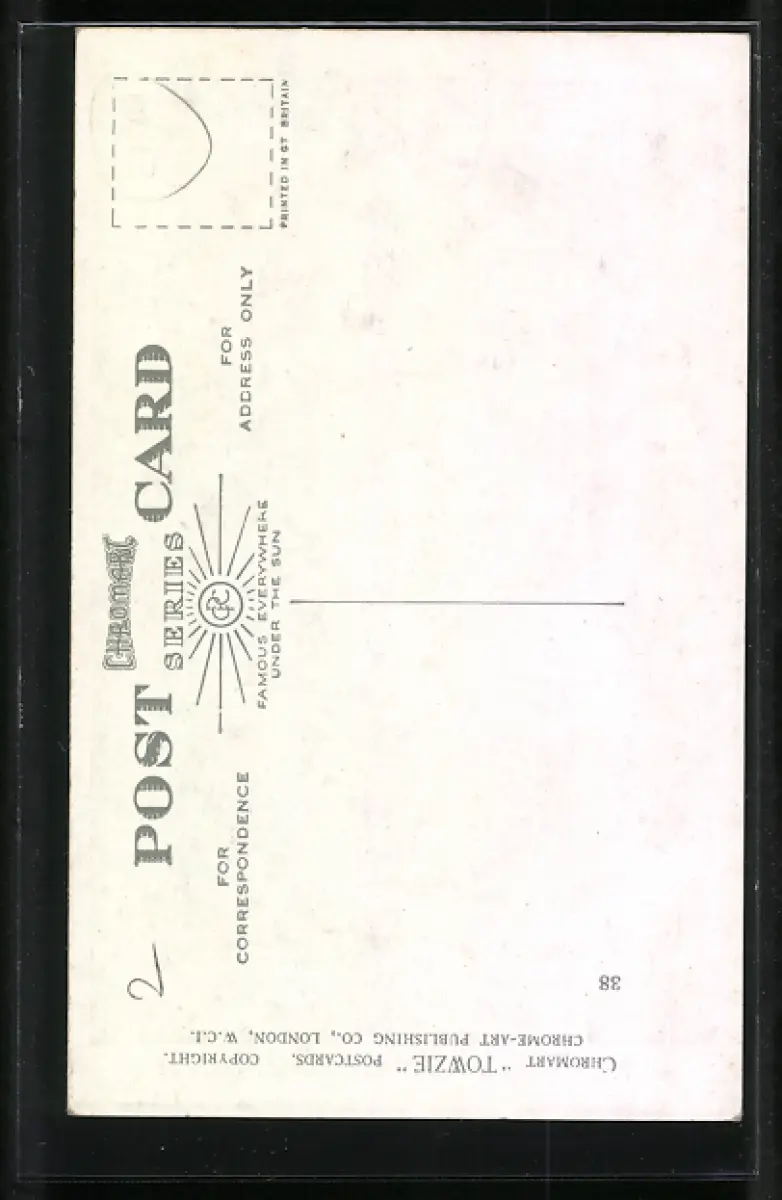 CHROMART
POST CARD
SERIES
FOR
CORRESPONDENCE
CPC
FAMOUS EVERYWHERE
UNDER THE SUN
FOR
ADDRESS ONLY
PRINTED IN GT BRITAIN
2
38
CHROMART "TOWZIE" POSTCARDS, COPYRIGHT.
CHROME-ART PUBLISHING CO., LONDON, W.C.1.